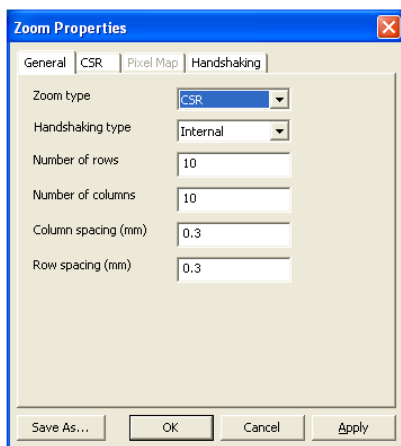 Zoom Properties
General CSR Pixel Map Handshaking
Zoom type CSR
Handshaking type Internal
Number of rows 10
Number of columns 10
Column spacing (mm) 0.3
Row spacing (mm) 0.3
Save As... OK Cancel Apply